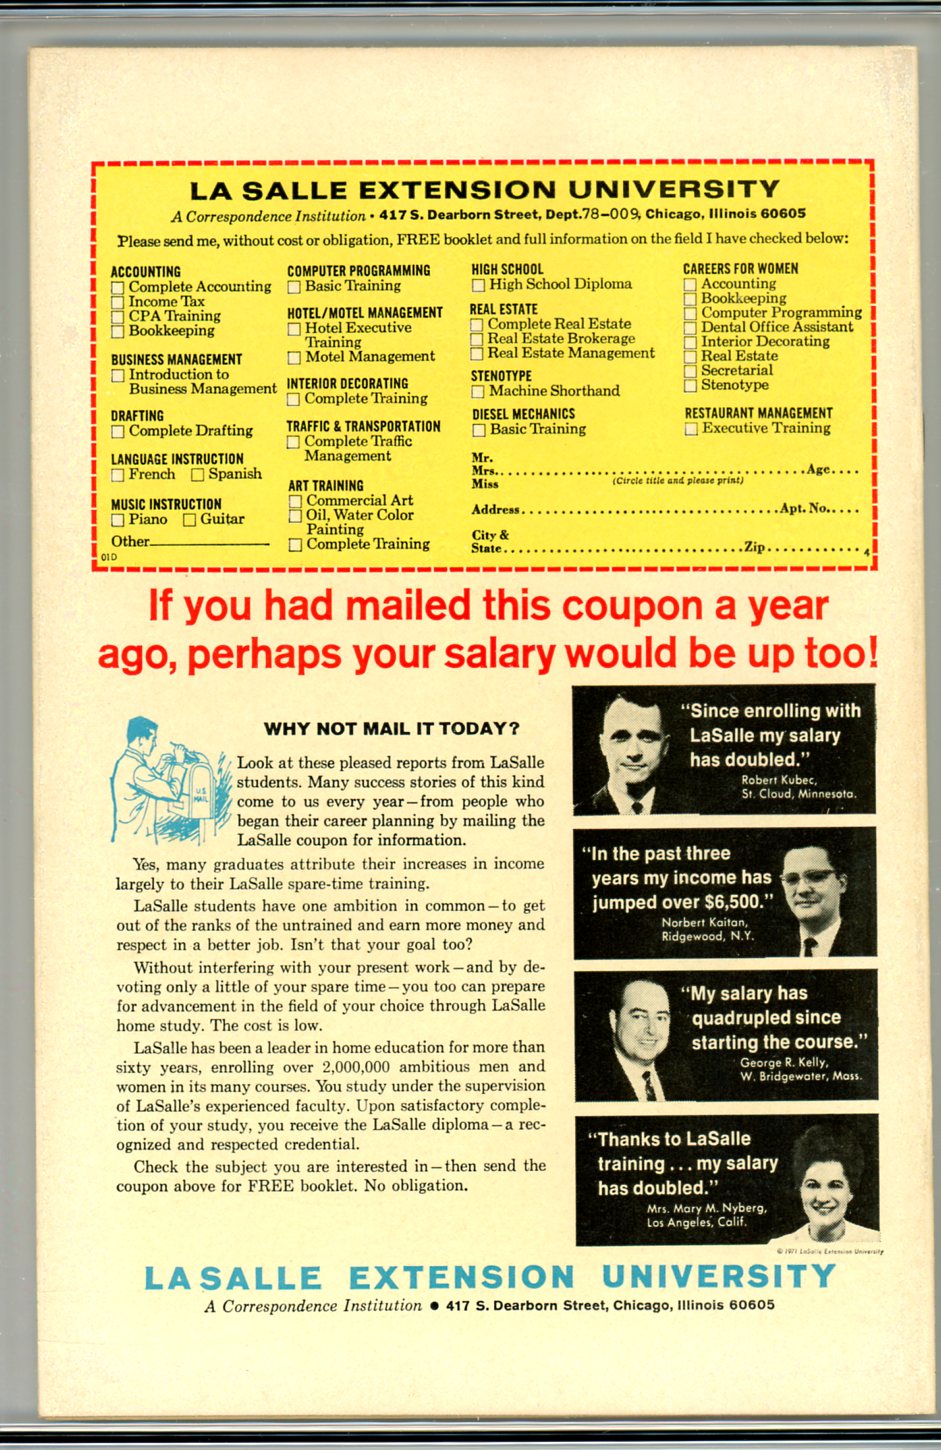 LA SALLE EXTENSION UNIVERSITY
A Correspondence Institution • 417 S. Dearborn Street, Dept. 78-009, Chicago, Illinois 60605
Please send me, without cost or obligation, FREE booklet and full information on the field I have checked below:
ACCOUNTING
Complete Accounting
Income Tax
CPA Training
Bookkeeping
BUSINESS MANAGEMENT
Introduction to
Business Management
DRAFTING
Complete Drafting
LANGUAGE INSTRUCTION
French Spanish
MUSIC INSTRUCTION
Piano Guitar
Other
01D
COMPUTER PROGRAMMING
Basic Training
HOTEL/MOTEL MANAGEMENT
Hotel Executive
Training
Motel Management
INTERIOR DECORATING
Complete Training
TRAFFIC & TRANSPORTATION
Complete Traffic
Management
ART TRAINING
Commercial Art
Oil, Water Color
Painting
Complete Training
HIGH SCHOOL
High School Diploma
REAL ESTATE
Complete Real Estate
Real Estate Brokerage
Real Estate Management
STENOTYPE
Machine Shorthand
DIESEL MECHANICS
Basic Training
CAREERS FOR WOMEN
Accounting
Bookkeeping
Computer Programming
Dental Office Assistant
Interior Decorating
Real Estate
Secretarial
Stenotype
RESTAURANT MANAGEMENT
Executive Training
Mr.
Mrs. Age
Miss (Circle title and please print)
Address Apt. No.
City &
State Zip 4
If you had mailed this coupon a year
ago, perhaps your salary would be up too!
WHY NOT MAIL IT TODAY?
U.S.
MAIL
Look at these pleased reports from LaSalle
students. Many success stories of this kind
come to us every year—from people who
began their career planning by mailing the
LaSalle coupon for information.
Yes, many graduates attribute their increases in income
largely to their LaSalle spare-time training.
LaSalle students have one ambition in common—to get
out of the ranks of the untrained and earn more money and
respect in a better job. Isn't that your goal too?
Without interfering with your present work—and by de-
voting only a little of your spare time—you too can prepare
for advancement in the field of your choice through LaSalle
home study. The cost is low.
LaSalle has been a leader in home education for more than
sixty years, enrolling over 2,000,000 ambitious men and
women in its many courses. You study under the supervision
of LaSalle's experienced faculty. Upon satisfactory comple-
tion of your study, you receive the LaSalle diploma—a rec-
ognized and respected credential.
Check the subject you are interested in—then send the
coupon above for FREE booklet. No obligation.
"Since enrolling with
LaSalle my salary
has doubled."
Robert Kubec,
St. Cloud, Minnesota.
"In the past three
years my income has
jumped over $6,500."
Norbert Kaitan,
Ridgewood, N.Y.
"My salary has
quadrupled since
starting the course."
George R. Kelly,
W. Bridgewater, Mass.
"Thanks to LaSalle
training . . . my salary
has doubled."
Mrs. Mary M. Nyberg,
Los Angeles, Calif.
© 1971 LaSalle Extension University
LA SALLE EXTENSION UNIVERSITY
A Correspondence Institution • 417 S. Dearborn Street, Chicago, Illinois 60605